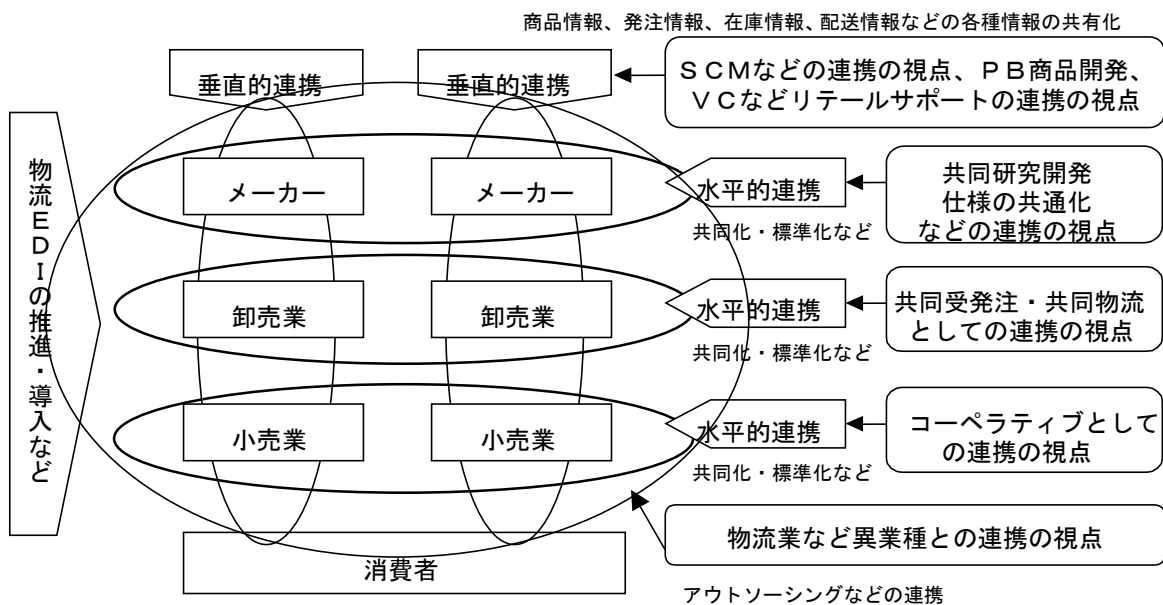 商品情報、発注情報、在庫情報、配送情報などの各種情報の共有化
垂直的連携
垂直的連携
ＳＣＭなどの連携の視点、ＰＢ商品開発、
ＶＣなどリテールサポートの連携の視点
物流ＥＤＩの推進・導入など
メーカー
メーカー
水平的連携
共同化・標準化など
共同研究開発
仕様の共通化
などの連携の視点
卸売業
卸売業
水平的連携
共同化・標準化など
共同受発注・共同物流
としての連携の視点
小売業
小売業
水平的連携
共同化・標準化など
コーペラティブとして
の連携の視点
消費者
物流業など異業種との連携の視点
アウトソーシングなどの連携